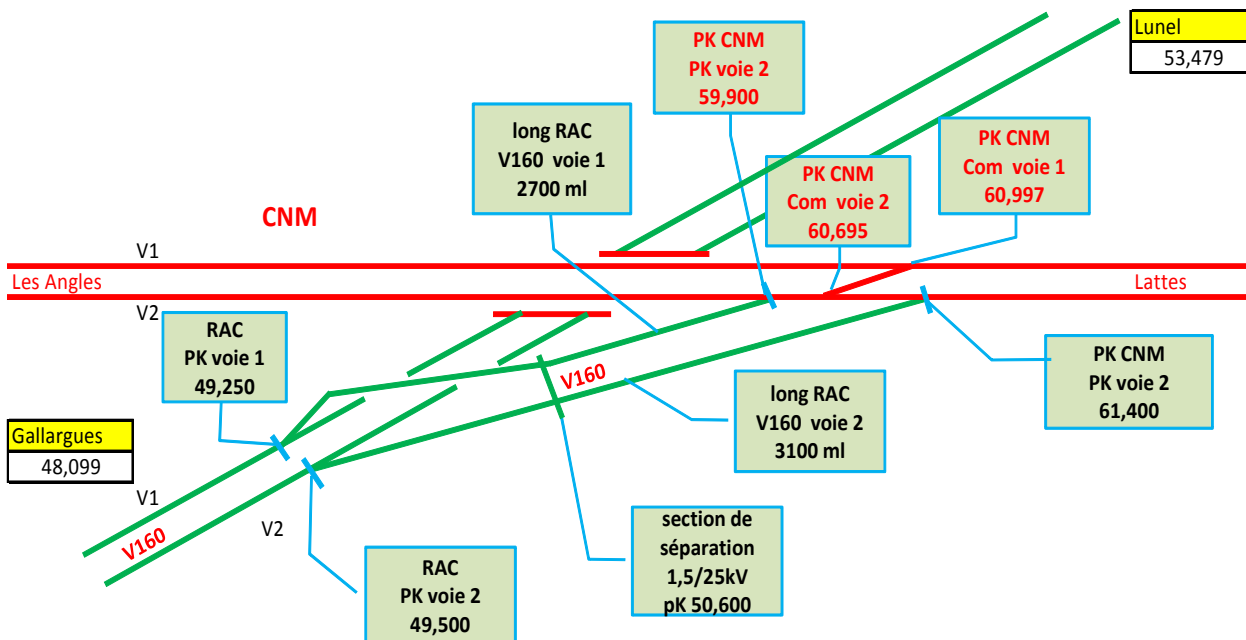 Lunel
53,479
PK CNM
PK voie 2
59,900
long RAC
V160 voie 1
2700 ml
PK CNM
Com voie 2
60,695
PK CNM
Com voie 1
60,997
CNM
V1
Les Angles
Lattes
V2
RAC
PK voie 1
49,250
V160
PK CNM
PK voie 2
61,400
long RAC
V160 voie 2
3100 ml
Gallargues
48,099
V1
V160
V2
section de
séparation
1,5/25kV
pK 50,600
RAC
PK voie 2
49,500